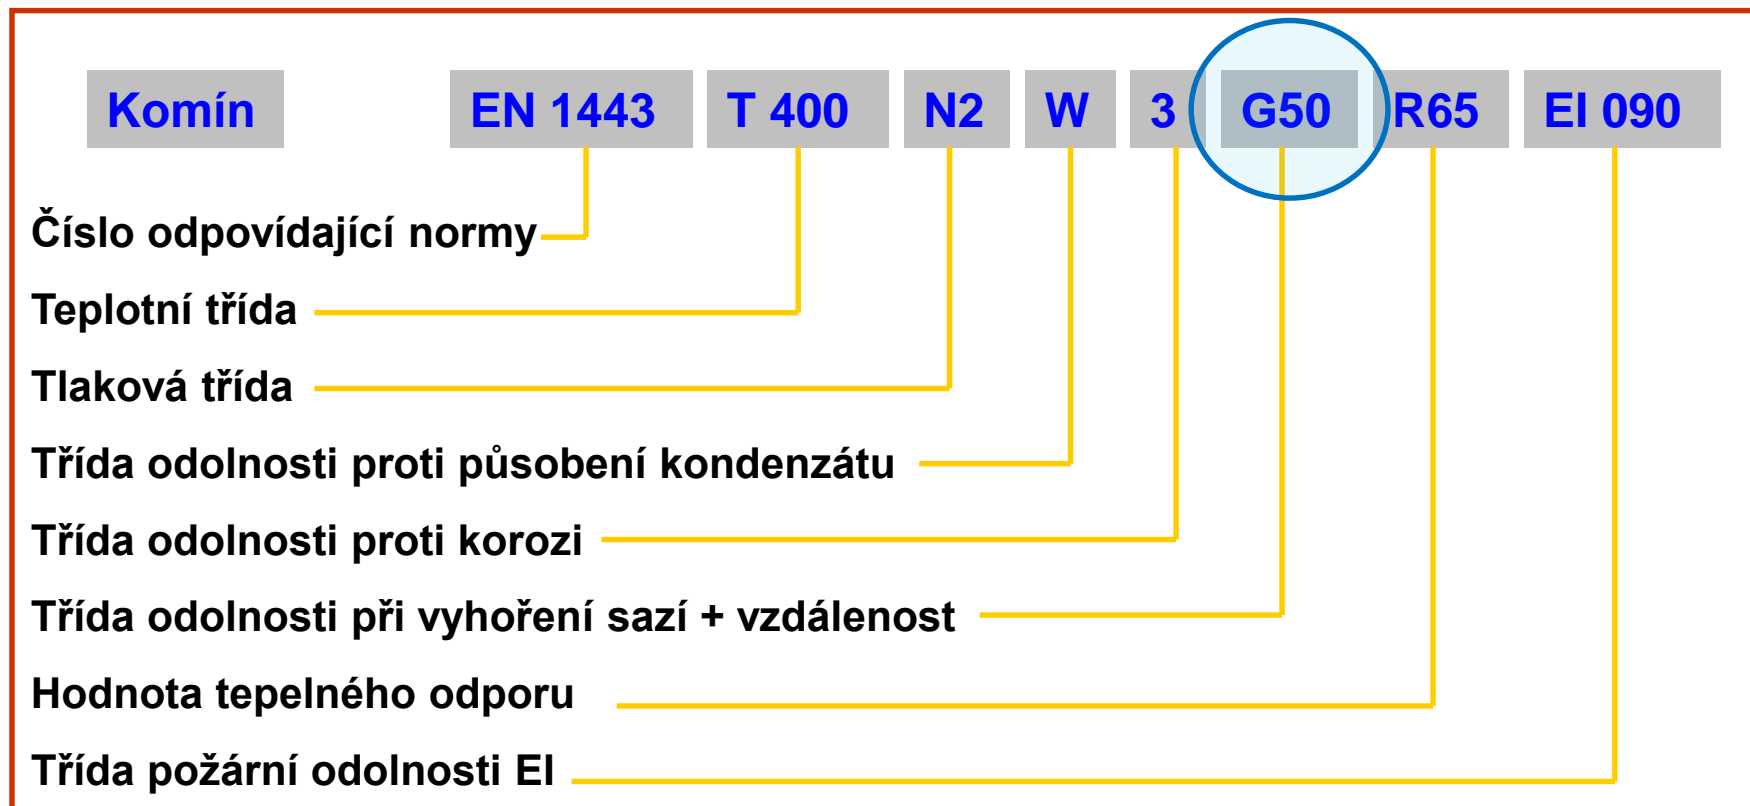 Komín EN 1443 T 400 N2 W 3 G50 R65 EI 090
Číslo odpovídající normy
Teplotní třída
Tlaková třída
Třída odolnosti proti působení kondenzátu
Třída odolnosti proti korozi
Třída odolnosti při vyhoření sazí + vzdálenost
Hodnota tepelného odporu
Třída požární odolnosti EI